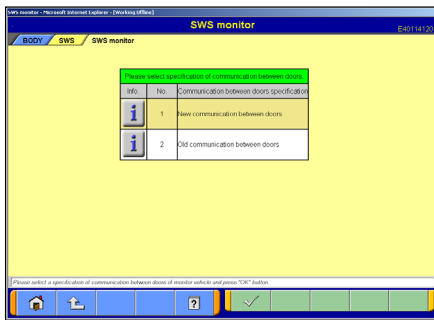 SWS monitor - Microsoft Internet Explorer - [Working Offline]
SWS monitor
E40114120
BODY SWS SWS monitor
Please select specification of communication between doors.
Info. No. Communication between doors specification
i 1 New communication between doors
i 2 Old communication between doors
Please select a specification of communication between doors of monitor vehicle and press "OK" button.
?